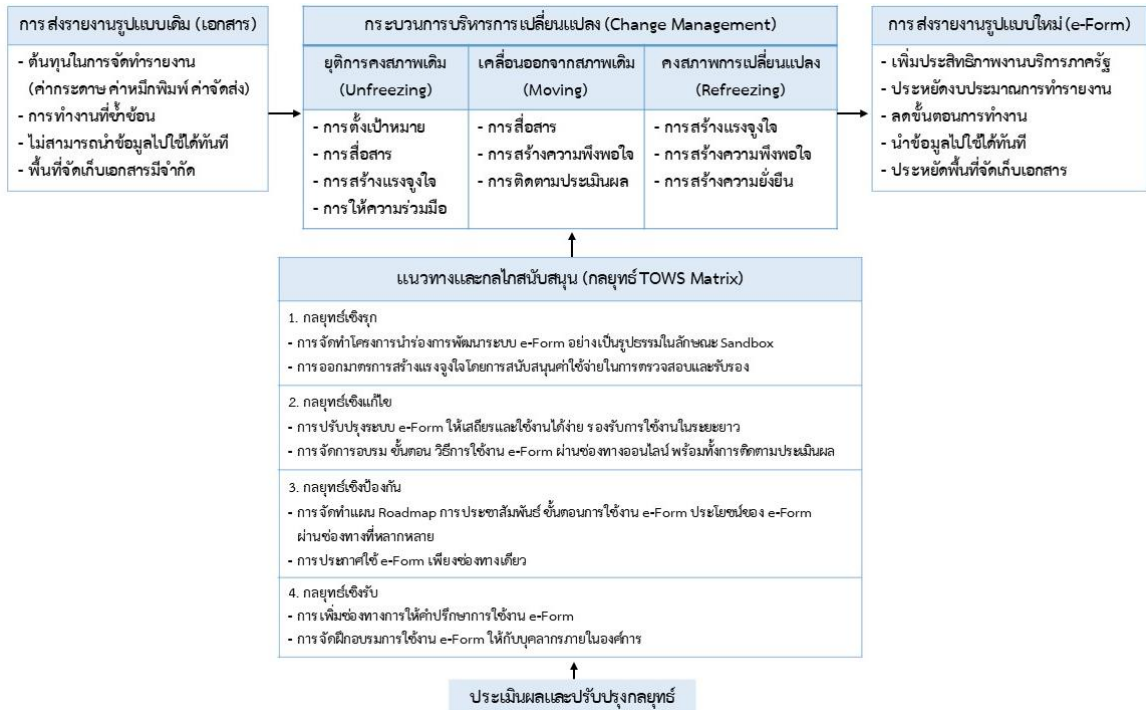 การส่งรายงานรูปแบบเดิม (เอกสาร)
- ต้นทุนในการจัดทำรายงาน
(ค่ากระดาษ ค่าหมึกพิมพ์ ค่าจัดส่ง)
- การทำงานที่ซ้ำซ้อน
- ไม่สามารถนำข้อมูลไปใช้ได้ทันที
- พื้นที่จัดเก็บเอกสารมีจำกัด
กระบวนการบริหารการเปลี่ยนแปลง (Change Management)
ยุติการคงสภาพเดิม
(Unfreezing)
- การตั้งเป้าหมาย
- การสื่อสาร
- การสร้างแรงจูงใจ
- การให้ความร่วมมือ
เคลื่อนออกจากสภาพเดิม
(Moving)
- การสื่อสาร
- การสร้างความพึงพอใจ
- การติดตามประเมินผล
คงสภาพการเปลี่ยนแปลง
(Refreezing)
- การสร้างแรงจูงใจ
- การสร้างความพึงพอใจ
- การสร้างความยั่งยืน
การส่งรายงานรูปแบบใหม่ (e-Form)
- เพิ่มประสิทธิภาพงานบริการภาครัฐ
- ประหยัดงบประมาณการทำรายงาน
- ลดขั้นตอนการทำงาน
- นำข้อมูลไปใช้ได้ทันที
- ประหยัดพื้นที่จัดเก็บเอกสาร
แนวทางและกลไกสนับสนุน (กลยุทธ์ TOWS Matrix)
1. กลยุทธ์เชิงรุก
- การจัดทำโครงการนำร่องการพัฒนาระบบ e-Form อย่างเป็นรูปธรรมในลักษณะ Sandbox
- การออกมาตรการสร้างแรงจูงใจโดยการสนับสนุนค่าใช้จ่ายในการตรวจสอบและรับรอง
2. กลยุทธ์เชิงแก้ไข
- การปรับปรุงระบบ e-Form ให้เสถียรและใช้งานได้ง่าย รองรับการใช้งานในระยะยาว
- การจัดการอบรม ขั้นตอน วิธีการใช้งาน e-Form ผ่านช่องทางออนไลน์ พร้อมทั้งการติดตามประเมินผล
3. กลยุทธ์เชิงป้องกัน
- การจัดทำแผน Roadmap การประชาสัมพันธ์ ขั้นตอนการใช้งาน e-Form ประโยชน์ของ e-Form
ผ่านช่องทางที่หลากหลาย
- การประกาศใช้ e-Form เพียงช่องทางเดียว
4. กลยุทธ์เชิงรับ
- การเพิ่มช่องทางการให้คำปรึกษาการใช้งาน e-Form
- การจัดฝึกอบรมการใช้งาน e-Form ให้กับบุคลากรภายในองค์การ
ประเมินผลและปรับปรุงกลยุทธ์